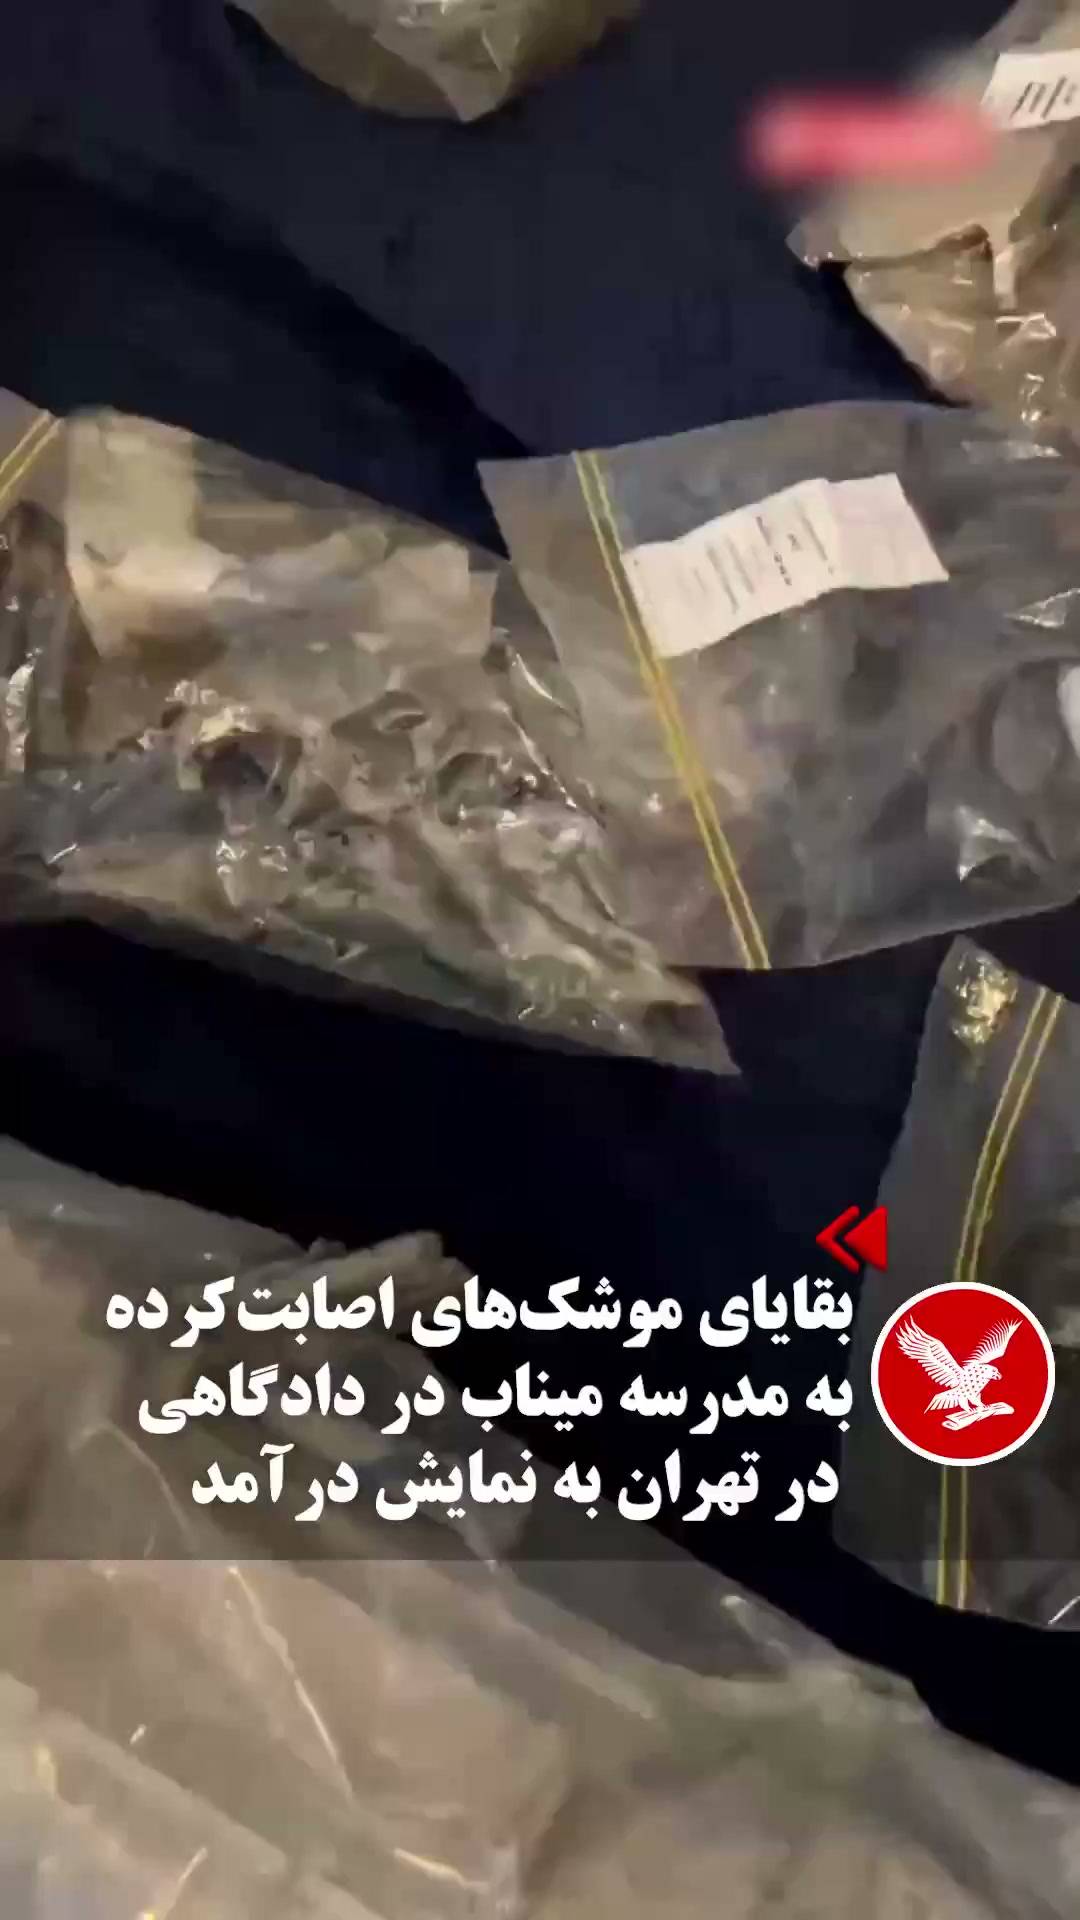 بقایای موشک‌های اصابت‌کرده
به مدرسه میناب در دادگاهی
در تهران به نمایش درآمد